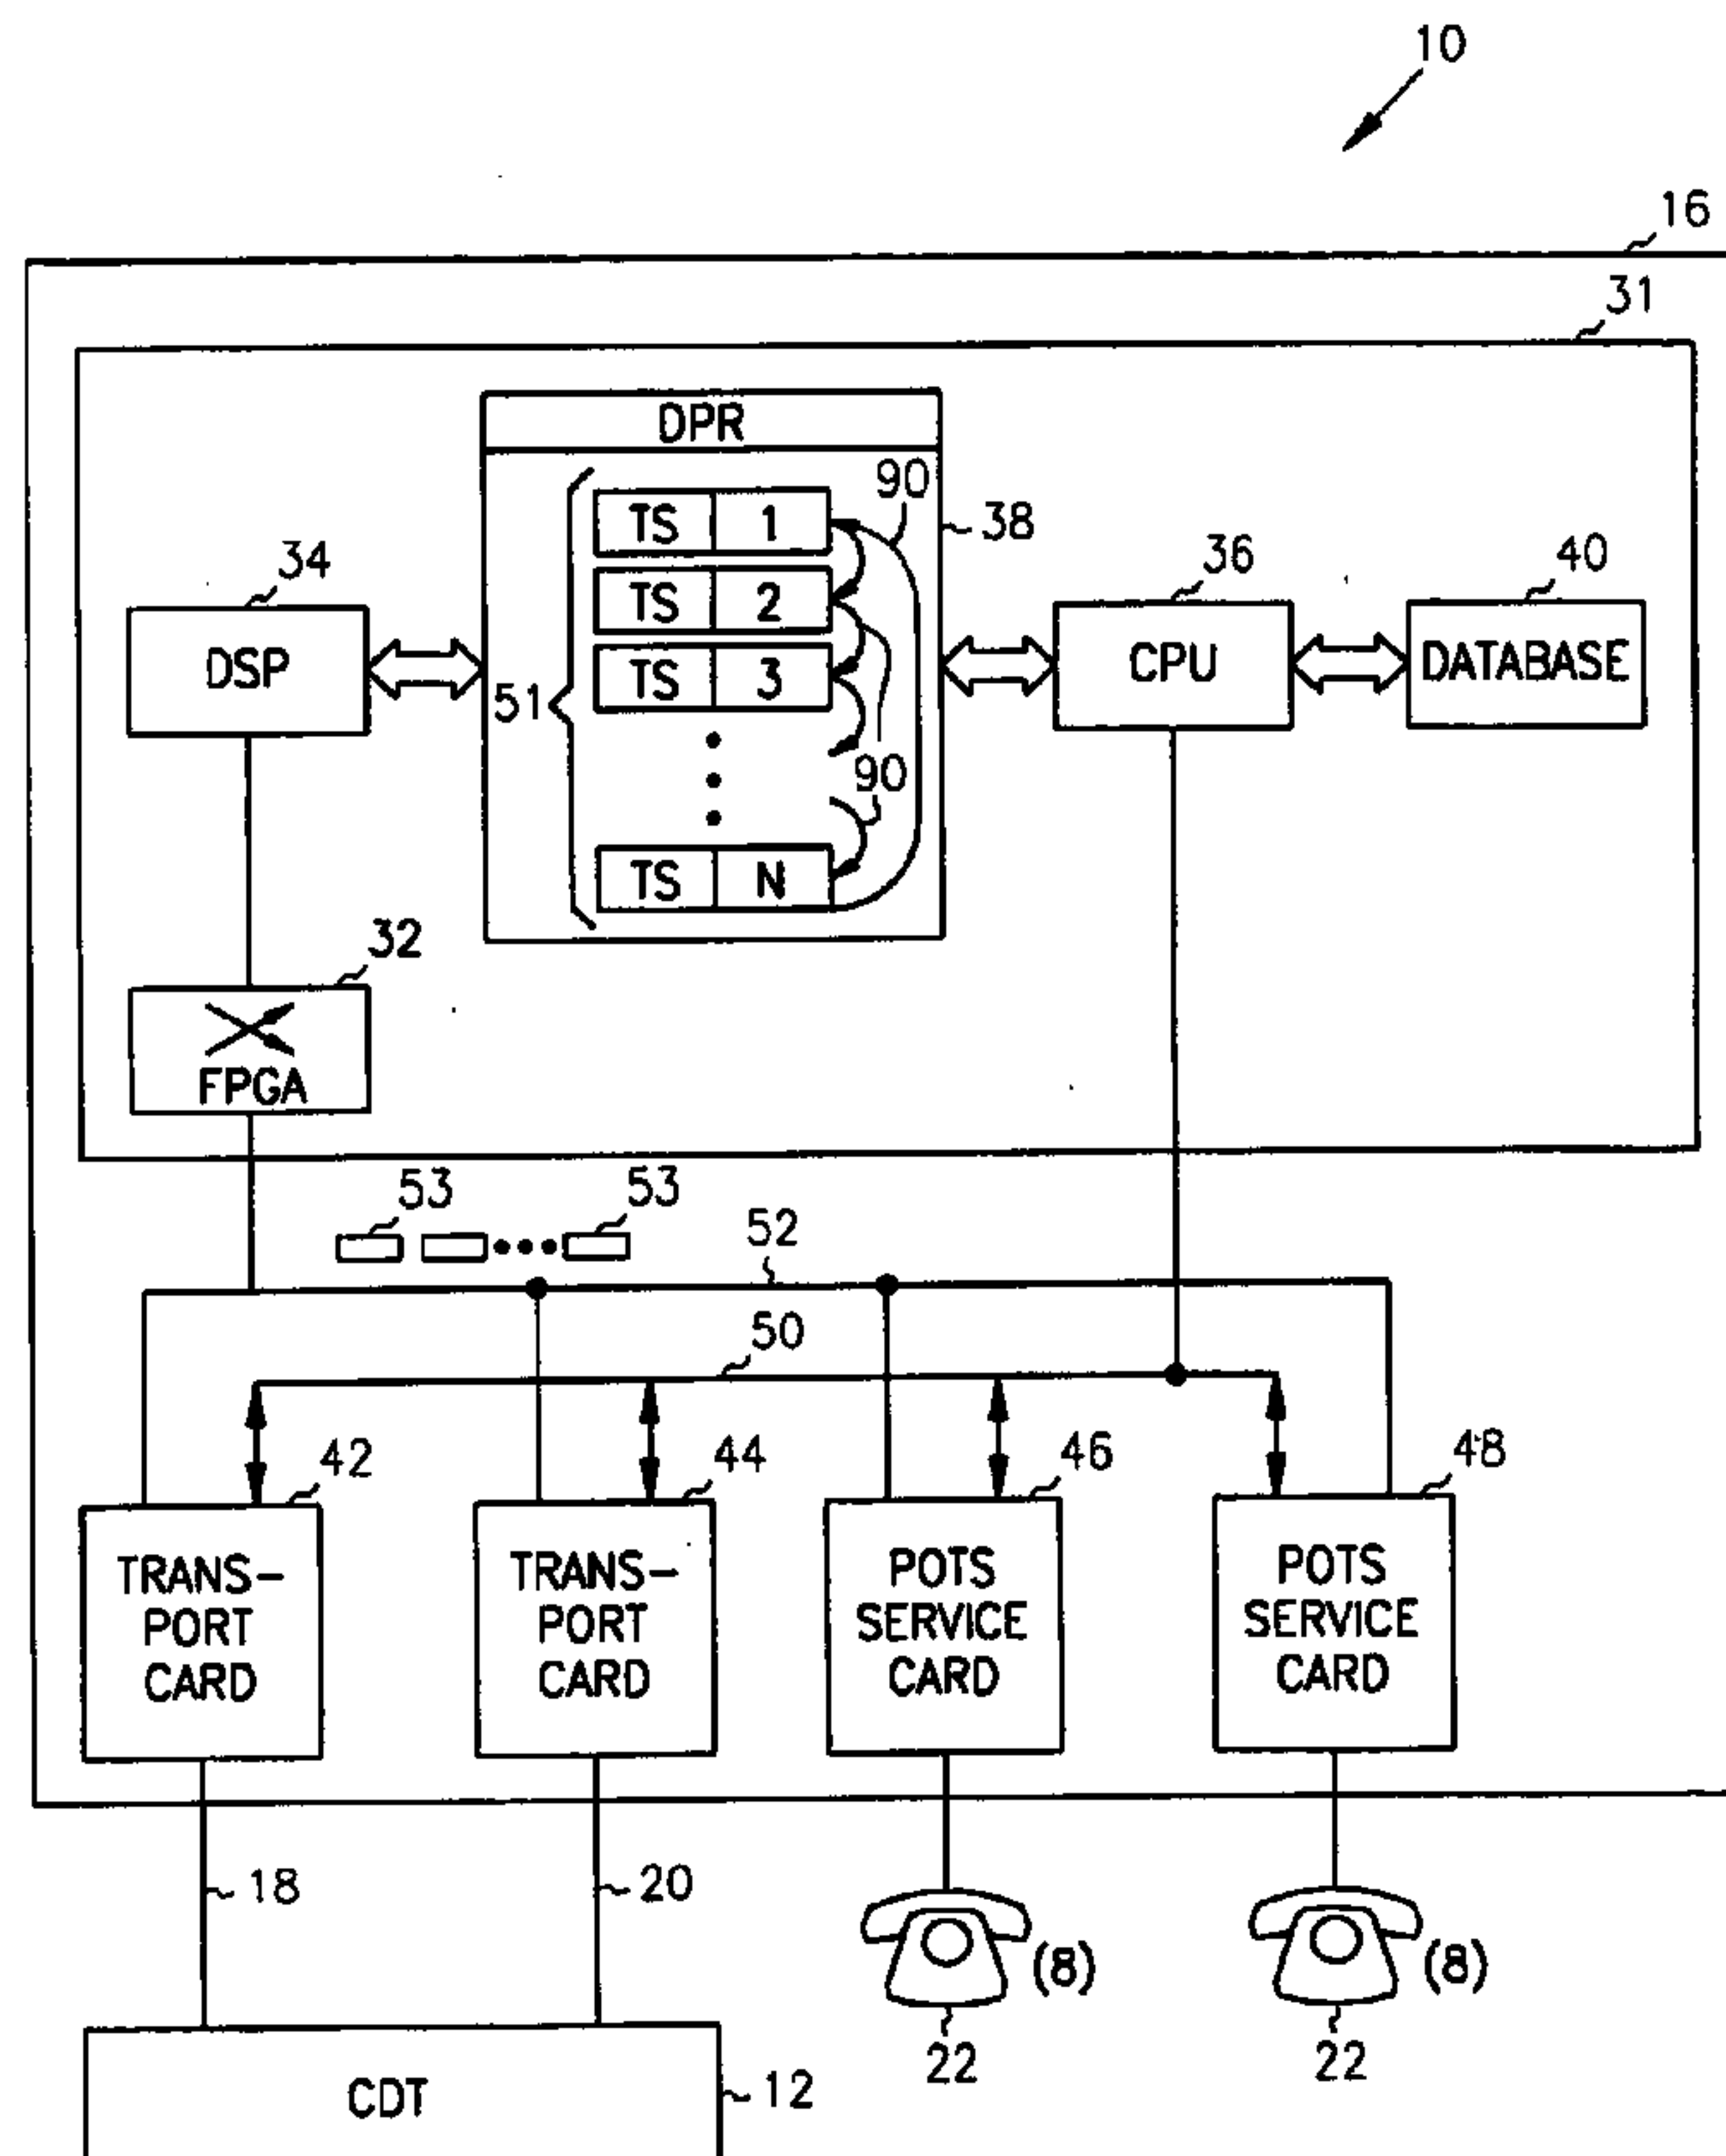 10
16
31
DPR
90
TS 1
38
34
TS 2
36
40
DSP
51
TS 3
CPU
DATABASE
90
TS N
32
FPGA
53
53
52
50
42
44
46
48
TRANS-
PORT
CARD
TRANS-
PORT
CARD
POTS
SERVICE
CARD
POTS
SERVICE
CARD
18
20
(8)
(8)
22
22
CDT
12